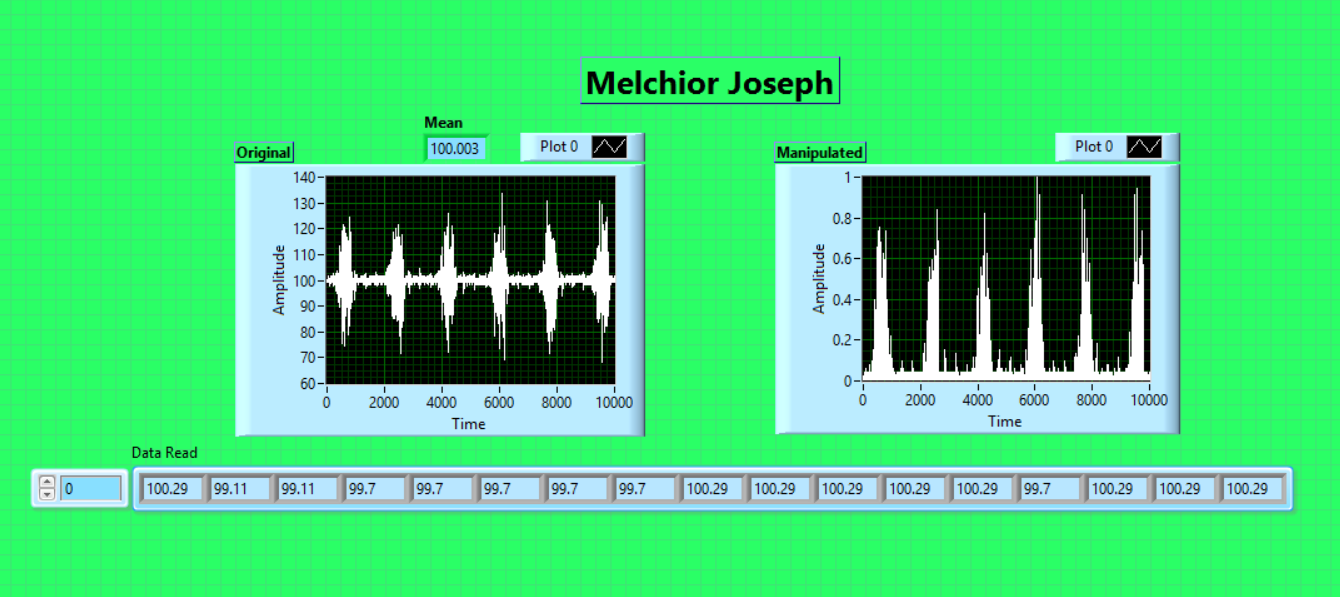 Melchior Joseph
Mean
100.003
Original
Plot 0
140
130
120
110
100
90
80
70
60
Amplitude
0 2000 4000 6000 8000 10000
Time
Manipulated
Plot 0
1
0.8
0.6
0.4
0.2
0
Amplitude
0 2000 4000 6000 8000 10000
Time
Data Read
0 100.29 99.11 99.11 99.7 99.7 99.7 99.7 99.7 100.29 100.29 100.29 100.29 100.29 99.7 100.29 100.29 100.29